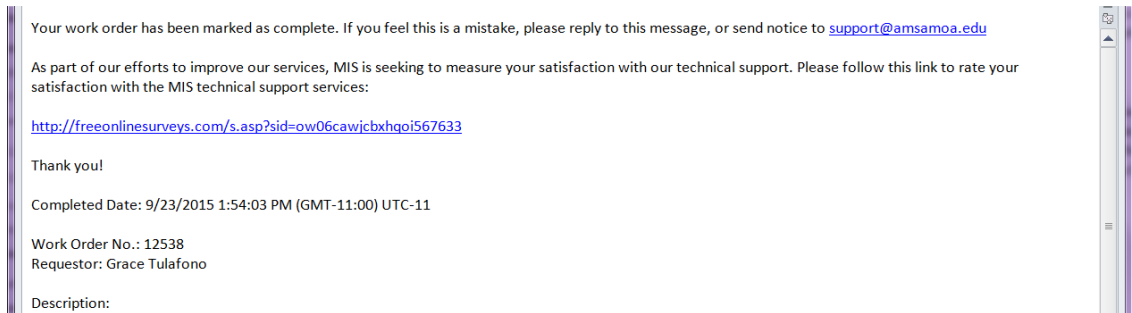 Your work order has been marked as complete. If you feel this is a mistake, please reply to this message, or send notice to support@amsamoa.edu
As part of our efforts to improve our services, MIS is seeking to measure your satisfaction with our technical support. Please follow this link to rate your
satisfaction with the MIS technical support services:
http://freeonlinesurveys.com/s.asp?sid=ow06cawjcbxhqoi567633
Thank you!
Completed Date: 9/23/2015 1:54:03 PM (GMT-11:00) UTC-11
Work Order No.: 12538
Requestor: Grace Tulafono
Description: